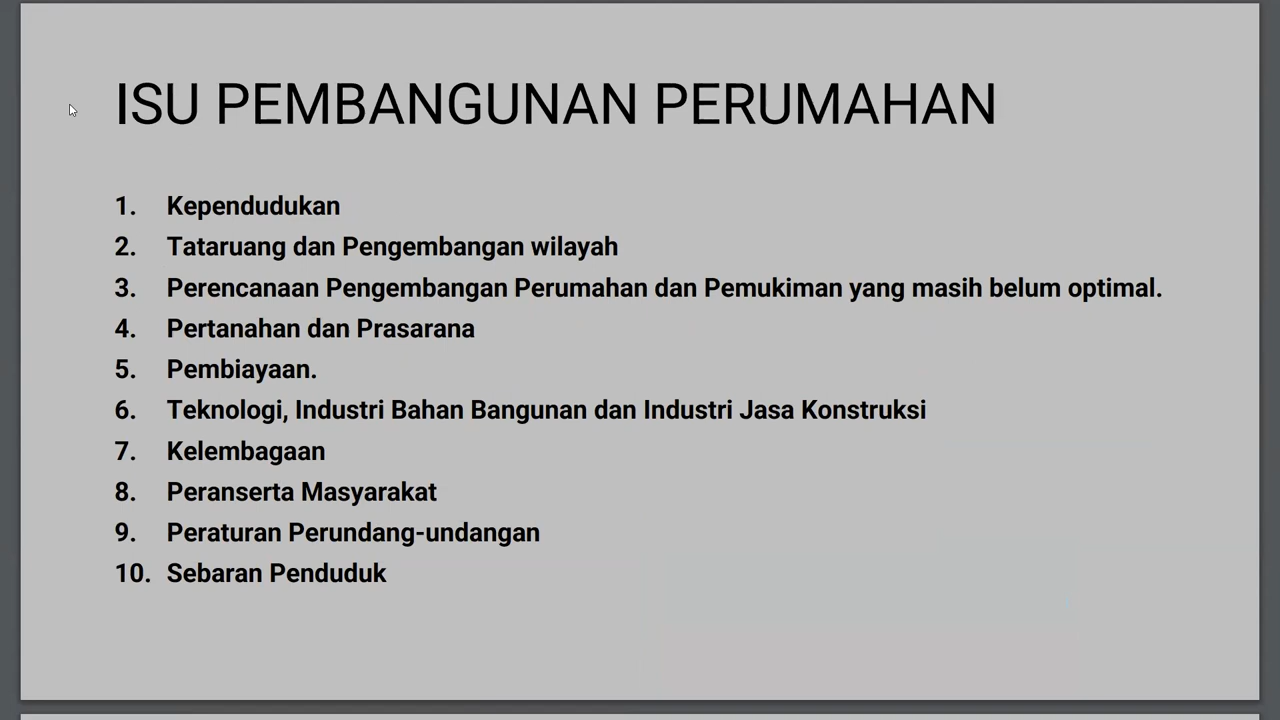 ISU PEMBANGUNAN PERUMAHAN
1. Kependudukan
2. Tataruang dan Pengembangan wilayah
3. Perencanaan Pengembangan Perumahan dan Pemukiman yang masih belum optimal.
4. Pertanahan dan Prasarana
5. Pembiayaan.
6. Teknologi, Industri Bahan Bangunan dan Industri Jasa Konstruksi
7. Kelembagaan
8. Peranserta Masyarakat
9. Peraturan Perundang-undangan
10. Sebaran Penduduk